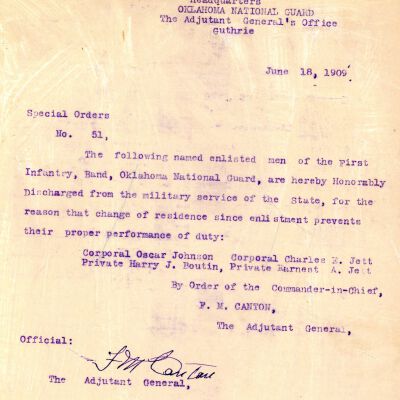 Headquarters
OKLAHOMA NATIONAL GUARD
The Adjutant General's Office
Guthrie
June 18, 1909
Special Orders
No. 51,
The following named enlisted men of the First
Infantry, Band, Oklahoma National Guard, are hereby Honorbly
Discharged from the military service of the State, for the
reason that change of residence since enlistment prevents
their proper performance of duty:
Corporal Oscar Johnson Corporal Charles E. Jett
Private Harry J. Boutin, Private Earnest A. Jett
By Order of the Commander-in-Chief,
F. M. CANTON,
The Adjutant General,
Official:
F M Canton
The Adjutant General,